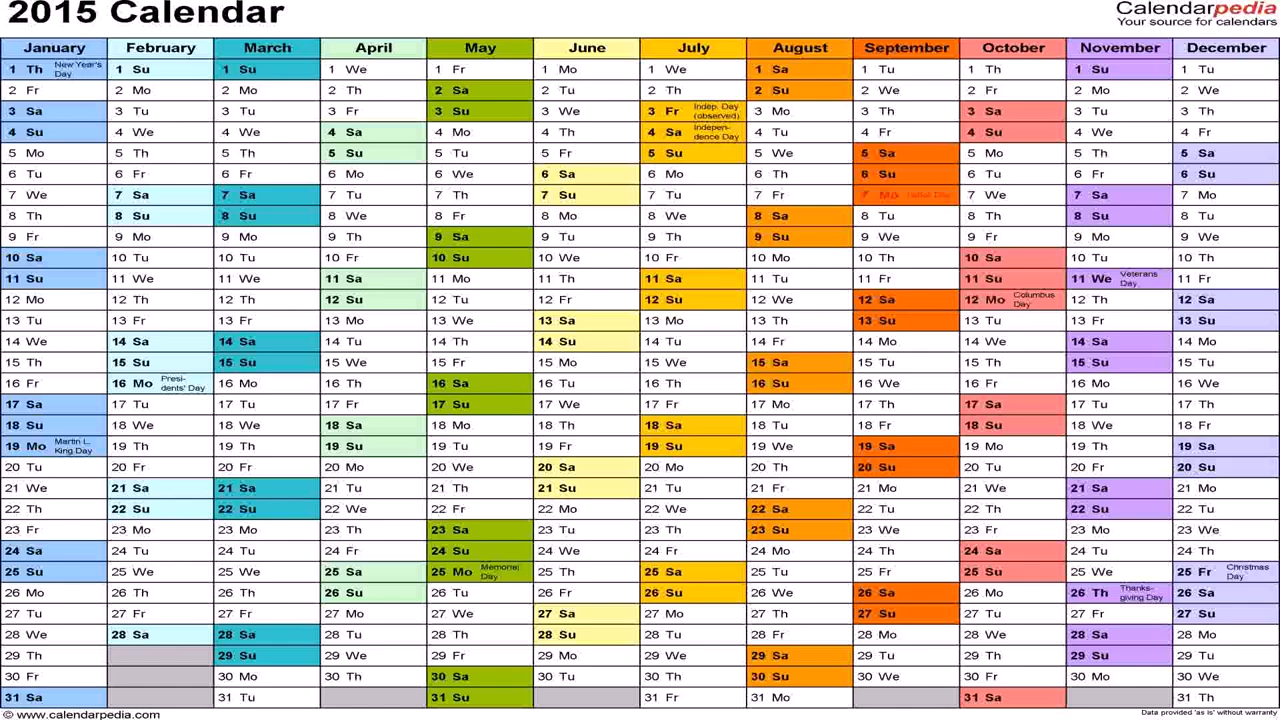 2015 Calendar
Calendarpedia
Your source for calendars
January February March April May June July August September October November December
1 Th New Year's Day 1 Su 1 Su 1 We 1 Fr 1 Mo 1 We 1 Sa 1 Tu 1 Th 1 Su 1 Tu
2 Fr 2 Mo 2 Mo 2 Th 2 Sa 2 Tu 2 Th 2 Su 2 We 2 Fr 2 Mo 2 We
3 Sa 3 Tu 3 Tu 3 Fr 3 Su 3 We 3 Fr Indep. Day (observed) 3 Mo 3 Th 3 Sa 3 Tu 3 Th
4 Su 4 We 4 We 4 Sa 4 Mo 4 Th 4 Sa Indepen- dence Day 4 Tu 4 Fr 4 Su 4 We 4 Fr
5 Mo 5 Th 5 Th 5 Su 5 Tu 5 Fr 5 Su 5 We 5 Sa 5 Mo 5 Th 5 Sa
6 Tu 6 Fr 6 Fr 6 Mo 6 We 6 Sa 6 Mo 6 Th 6 Su 6 Tu 6 Fr 6 Su
7 We 7 Sa 7 Sa 7 Tu 7 Th 7 Su 7 Tu 7 Fr 7 Mo Labor Day 7 We 7 Sa 7 Mo
8 Th 8 Su 8 Su 8 We 8 Fr 8 Mo 8 We 8 Sa 8 Tu 8 Th 8 Su 8 Tu
9 Fr 9 Mo 9 Mo 9 Th 9 Sa 9 Tu 9 Th 9 Su 9 We 9 Fr 9 Mo 9 We
10 Sa 10 Tu 10 Tu 10 Fr 10 Su 10 We 10 Fr 10 Mo 10 Th 10 Sa 10 Tu 10 Th
11 Su 11 We 11 We 11 Sa 11 Mo 11 Th 11 Sa 11 Tu 11 Fr 11 Su 11 We Veterans Day 11 Fr
12 Mo 12 Th 12 Th 12 Su 12 Tu 12 Fr 12 Su 12 We 12 Sa 12 Mo Columbus Day 12 Th 12 Sa
13 Tu 13 Fr 13 Fr 13 Mo 13 We 13 Sa 13 Mo 13 Th 13 Su 13 Tu 13 Fr 13 Su
14 We 14 Sa 14 Sa 14 Tu 14 Th 14 Su 14 Tu 14 Fr 14 Mo 14 We 14 Sa 14 Mo
15 Th 15 Su 15 Su 15 We 15 Fr 15 Mo 15 We 15 Sa 15 Tu 15 Th 15 Su 15 Tu
16 Fr 16 Mo Presi- dents' Day 16 Mo 16 Th 16 Sa 16 Tu 16 Th 16 Su 16 We 16 Fr 16 Mo 16 We
17 Sa 17 Tu 17 Tu 17 Fr 17 Su 17 We 17 Fr 17 Mo 17 Th 17 Sa 17 Tu 17 Th
18 Su 18 We 18 We 18 Sa 18 Mo 18 Th 18 Sa 18 Tu 18 Fr 18 Su 18 We 18 Fr
19 Mo Martin L. King Day 19 Th 19 Th 19 Su 19 Tu 19 Fr 19 Su 19 We 19 Sa 19 Mo 19 Th 19 Sa
20 Tu 20 Fr 20 Fr 20 Mo 20 We 20 Sa 20 Mo 20 Th 20 Su 20 Tu 20 Fr 20 Su
21 We 21 Sa 21 Sa 21 Tu 21 Th 21 Su 21 Tu 21 Fr 21 Mo 21 We 21 Sa 21 Mo
22 Th 22 Su 22 Su 22 We 22 Fr 22 Mo 22 We 22 Sa 22 Tu 22 Th 22 Su 22 Tu
23 Fr 23 Mo 23 Mo 23 Th 23 Sa 23 Tu 23 Th 23 Su 23 We 23 Fr 23 Mo 23 We
24 Sa 24 Tu 24 Tu 24 Fr 24 Su 24 We 24 Fr 24 Mo 24 Th 24 Sa 24 Tu 24 Th
25 Su 25 We 25 We 25 Sa 25 Mo Memorial Day 25 Th 25 Sa 25 Tu 25 Fr 25 Su 25 We 25 Fr Christmas Day
26 Mo 26 Th 26 Th 26 Su 26 Tu 26 Fr 26 Su 26 We 26 Sa 26 Mo 26 Th Thanks- giving Day 26 Sa
27 Tu 27 Fr 27 Fr 27 Mo 27 We 27 Sa 27 Mo 27 Th 27 Su 27 Tu 27 Fr 27 Su
28 We 28 Sa 28 Sa 28 Tu 28 Th 28 Su 28 Tu 28 Fr 28 Mo 28 We 28 Sa 28 Mo
29 Th 29 Su 29 We 29 Fr 29 Mo 29 We 29 Sa 29 Tu 29 Th 29 Su 29 Tu
30 Fr 30 Mo 30 Th 30 Sa 30 Tu 30 Th 30 Su 30 We 30 Fr 30 Mo 30 We
31 Sa 31 Tu 31 Su 31 Fr 31 Mo 31 Sa 31 Th
© www.calendarpedia.com
Data provided 'as is' without warranty